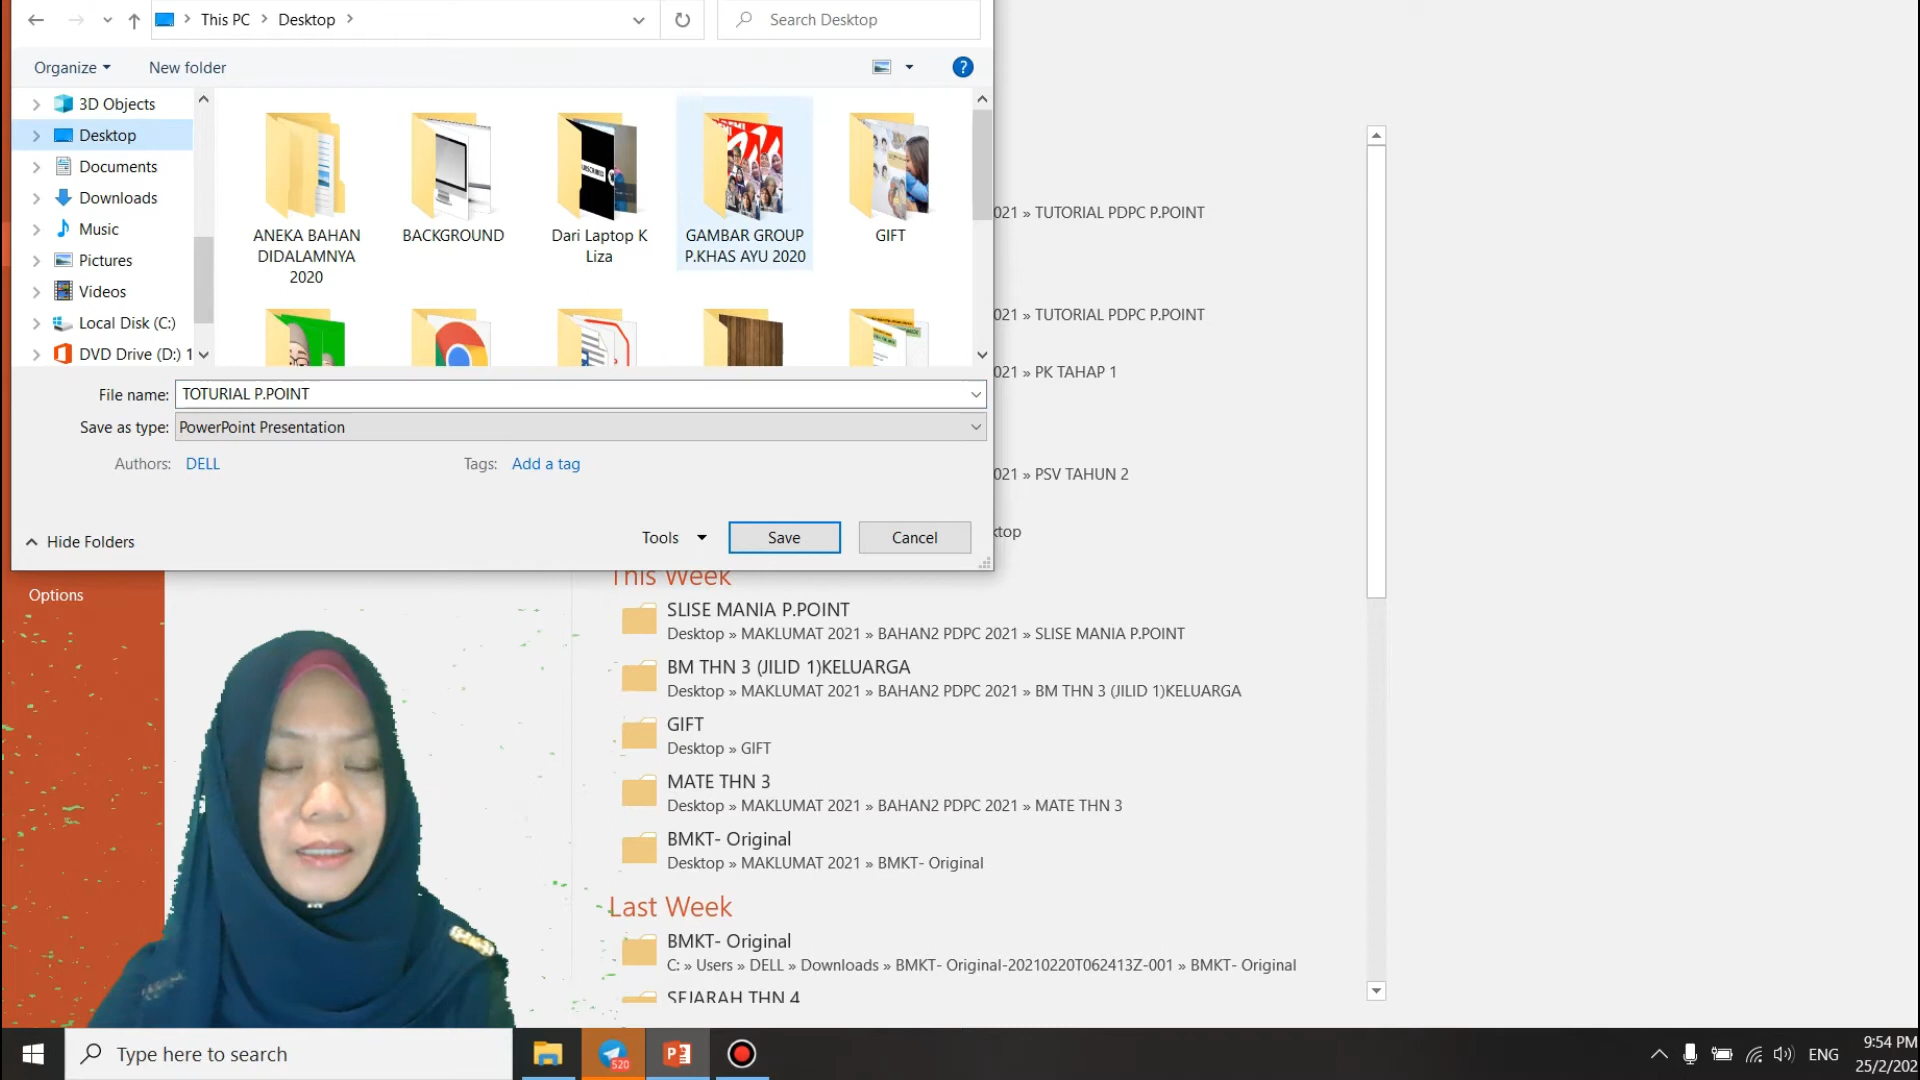 This PC
Desktop
Search Desktop
Organize
New folder
3D Objects
Desktop
Documents
Downloads
Music
Pictures
Videos
Local Disk (C:)
DVD Drive (D:) 1
ANEKA BAHAN
DIDALAMNYA
2020
BACKGROUND
Dari Laptop K
Liza
GAMBAR GROUP
P.KHAS AYU 2020
GIFT
File name: TOTURIAL P.POINT
Save as type: PowerPoint Presentation
Authors: DELL
Tags: Add a tag
Hide Folders
Tools
Save
Cancel
021 » TUTORIAL PDPC P.POINT
021 » TUTORIAL PDPC P.POINT
021 » PK TAHAP 1
021 » PSV TAHUN 2
ktop
Options
This Week
SLISE MANIA P.POINT
Desktop » MAKLUMAT 2021 » BAHAN2 PDPC 2021 » SLISE MANIA P.POINT
BM THN 3 (JILID 1)KELUARGA
Desktop » MAKLUMAT 2021 » BAHAN2 PDPC 2021 » BM THN 3 (JILID 1)KELUARGA
GIFT
Desktop » GIFT
MATE THN 3
Desktop » MAKLUMAT 2021 » BAHAN2 PDPC 2021 » MATE THN 3
BMKT- Original
Desktop » MAKLUMAT 2021 » BMKT- Original
Last Week
BMKT- Original
C: » Users » DELL » Downloads » BMKT- Original-20210220T062413Z-001 » BMKT- Original
SEJARAH THN 4
Type here to search
520
ENG
9:54 PM
25/2/202